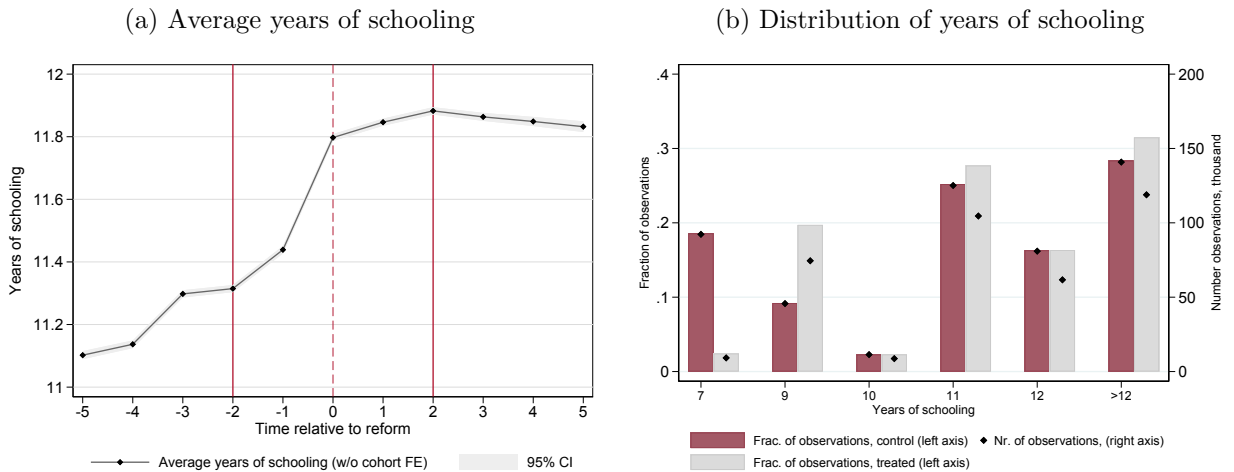 (a) Average years of schooling
Years of schooling
12
11.8
11.6
11.4
11.2
11
-5 -4 -3 -2 -1 0 1 2 3 4 5
Time relative to reform
Average years of schooling (w/o cohort FE) 95% CI
(b) Distribution of years of schooling
Fraction of observations
.4
.3
.2
.1
0
Number observations, thousand
200
150
100
50
0
7 9 10 11 12 >12
Years of schooling
Frac. of observations, control (left axis) Nr. of observations, (right axis)
Frac. of observations, treated (left axis)